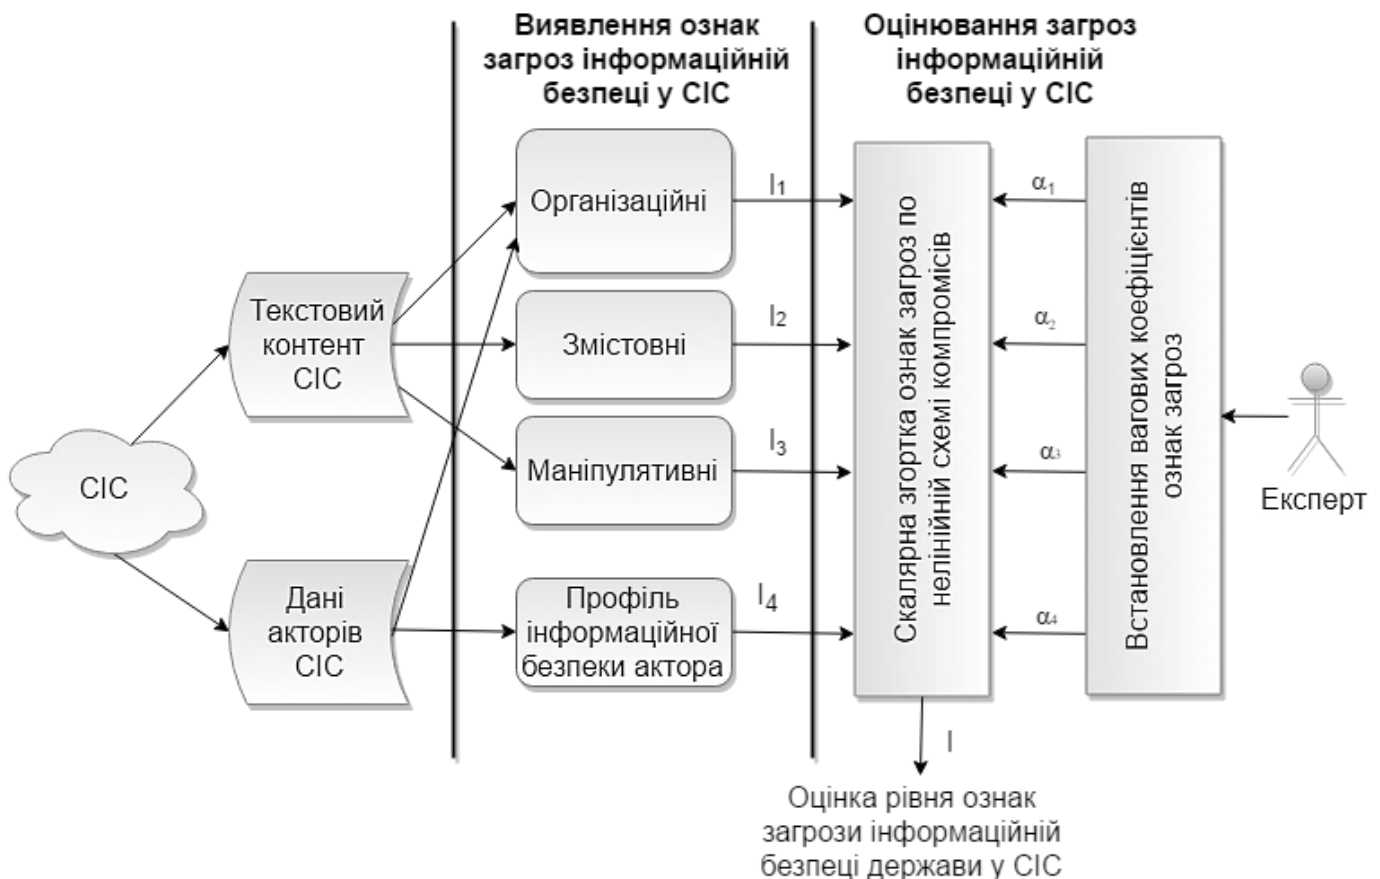 Виявлення ознак
загроз інформаційній
безпеці у СІС
Оцінювання загроз
інформаційній
безпеці у СІС
СІС
Текстовий
контент
СІС
Дані
акторів
СІС
Організаційні
Змістовні
Маніпулятивні
Профіль
інформаційної
безпеки актора
I1
I2
I3
I4
Скалярна згортка ознак загроз по
нелінійній схемі компромісів
α1
α2
α3
α4
Встановлення вагових коефіцієнтів
ознак загроз
Експерт
I
Оцінка рівня ознак
загрози інформаційній
безпеці держави у СІС